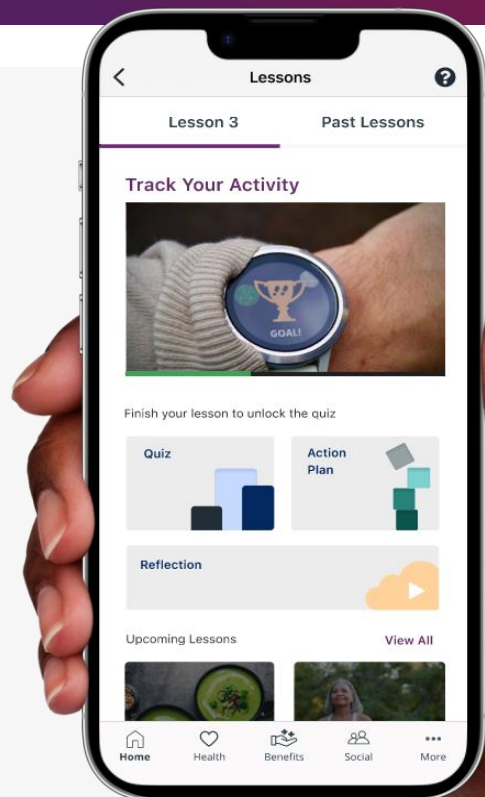 Lessons
Lesson 3 Past Lessons
Track Your Activity
GOAL!
Finish your lesson to unlock the quiz
Quiz
Action
Plan
Reflection
Upcoming Lessons View All
Home Health Benefits Social More